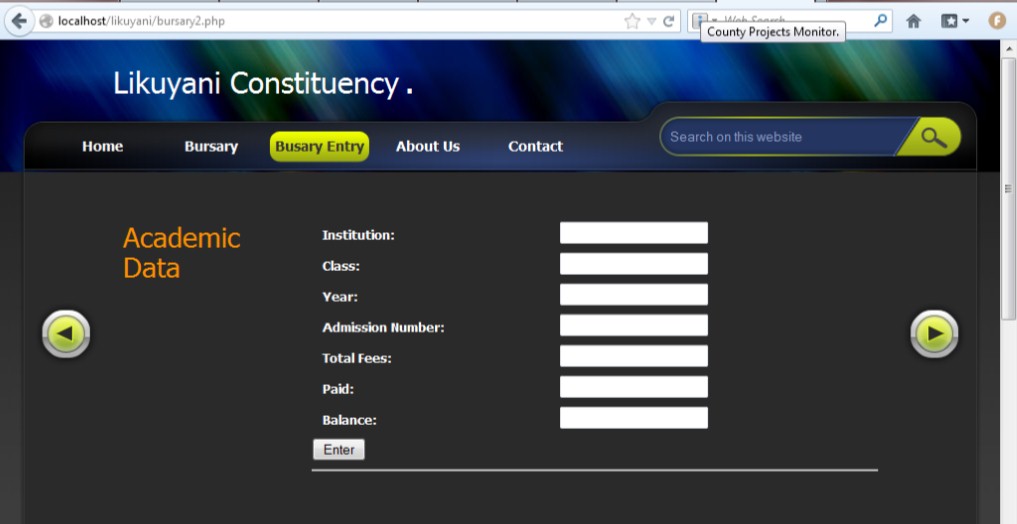 localhost/likuyani/bursary2.php
Web Search
County Projects Monitor.
Likuyani Constituency .
Home Bursary Busary Entry About Us Contact
Search on this website
Academic
Data
Institution:
Class:
Year:
Admission Number:
Total Fees:
Paid:
Balance:
Enter